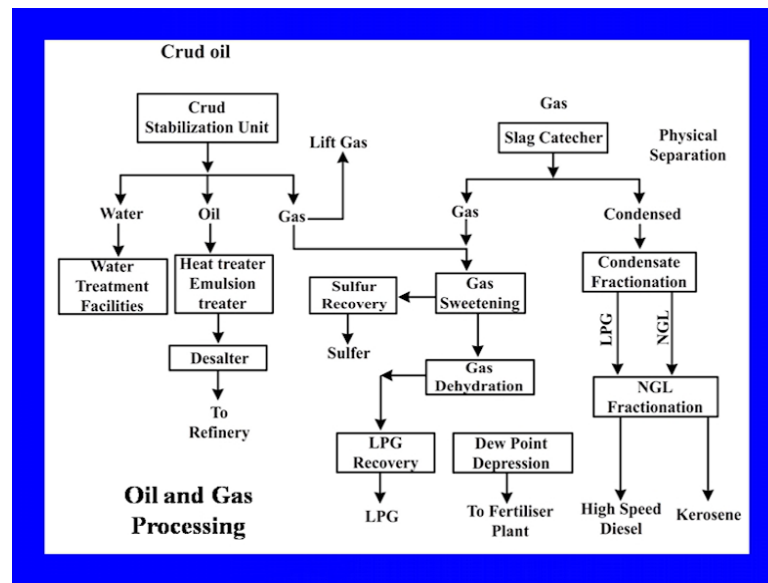 Crud oil
Crud
Stabilization Unit
Lift Gas
Gas
Slag Catecher
Physical
Separation
Water
Oil
Gas
Gas
Condensed
Water
Treatment
Facilities
Heat treater
Emulsion
treater
Sulfur
Recovery
Gas
Sweetening
Condensate
Fractionation
LPG
NGL
Desalter
Sulfer
Gas
Dehydration
NGL
Fractionation
To
Refinery
LPG
Recovery
Dew Point
Depression
Oil and Gas
Processing
LPG
To Fertiliser
Plant
High Speed
Diesel
Kerosene